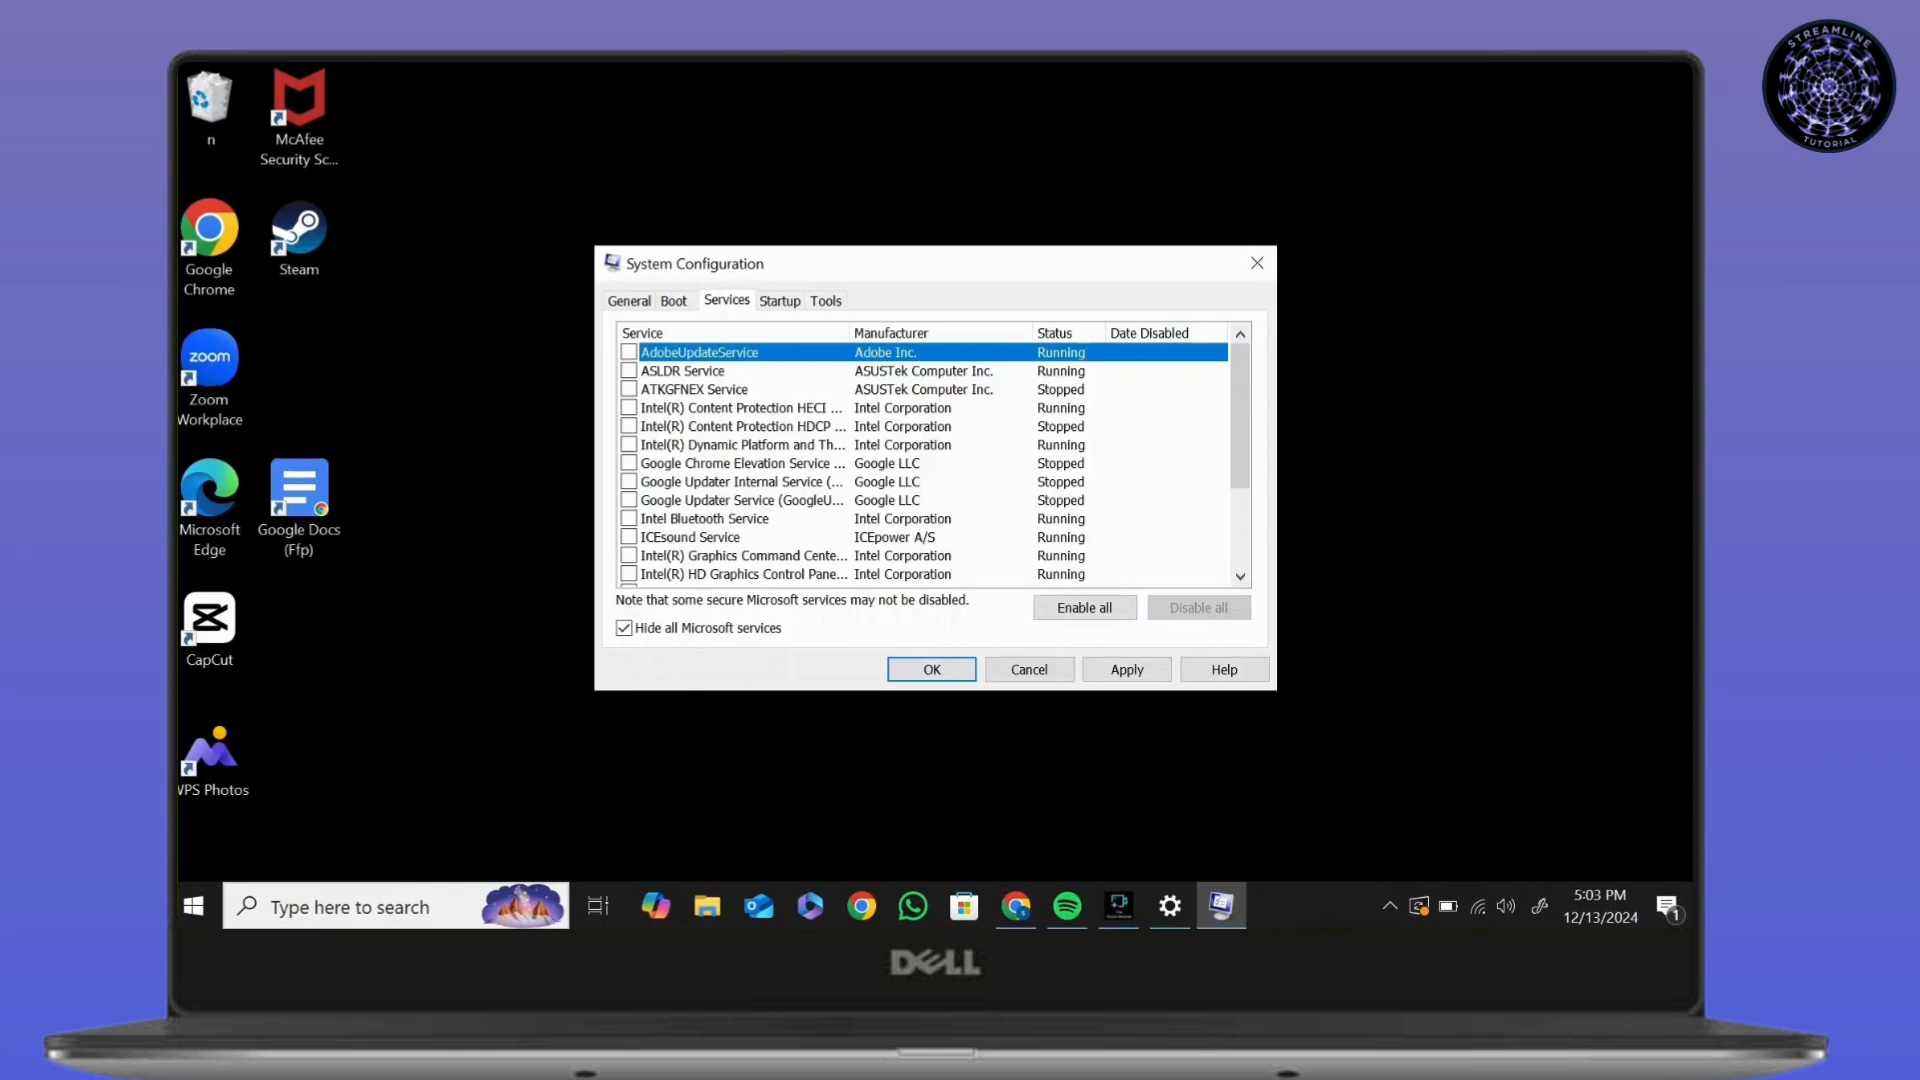 STREAMLINE
TUTORIAL
n
McAfee
Security Sc...
Google
Chrome
Steam
zoom
Zoom
Workplace
Microsoft
Edge
Google Docs
(Ffp)
CapCut
WPS Photos
System Configuration
General Boot Services Startup Tools
Service Manufacturer Status Date Disabled
AdobeUpdateService Adobe Inc. Running
ASLDR Service ASUSTek Computer Inc. Running
ATKGFNEX Service ASUSTek Computer Inc. Stopped
Intel(R) Content Protection HECI ... Intel Corporation Running
Intel(R) Content Protection HDCP ... Intel Corporation Stopped
Intel(R) Dynamic Platform and Th... Intel Corporation Running
Google Chrome Elevation Service ... Google LLC Stopped
Google Updater Internal Service (... Google LLC Stopped
Google Updater Service (GoogleU... Google LLC Stopped
Intel Bluetooth Service Intel Corporation Running
ICEsound Service ICEpower A/S Running
Intel(R) Graphics Command Cente... Intel Corporation Running
Intel(R) HD Graphics Control Pane... Intel Corporation Running
Note that some secure Microsoft services may not be disabled.
Enable all Disable all
Hide all Microsoft services
OK Cancel Apply Help
Type here to search
5:03 PM
12/13/2024
1
DELL